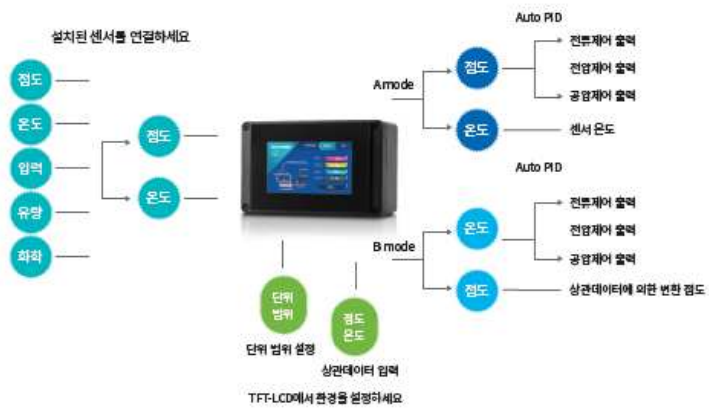 설치된 센서를 연결하세요
점도
온도
입력
유량
화학
점도
온도
A mode
점도
온도
Auto PID
전류제어 출력
전압제어 출력
공압제어 출력
센서 온도
B mode
온도
점도
Auto PID
전류제어 출력
전압제어 출력
공압제어 출력
상관데이터에 의한 변환 점도
단위
범위
단위 범위 설정
점도
온도
상관데이터 입력
TFT-LCD에서 환경을 설정하세요